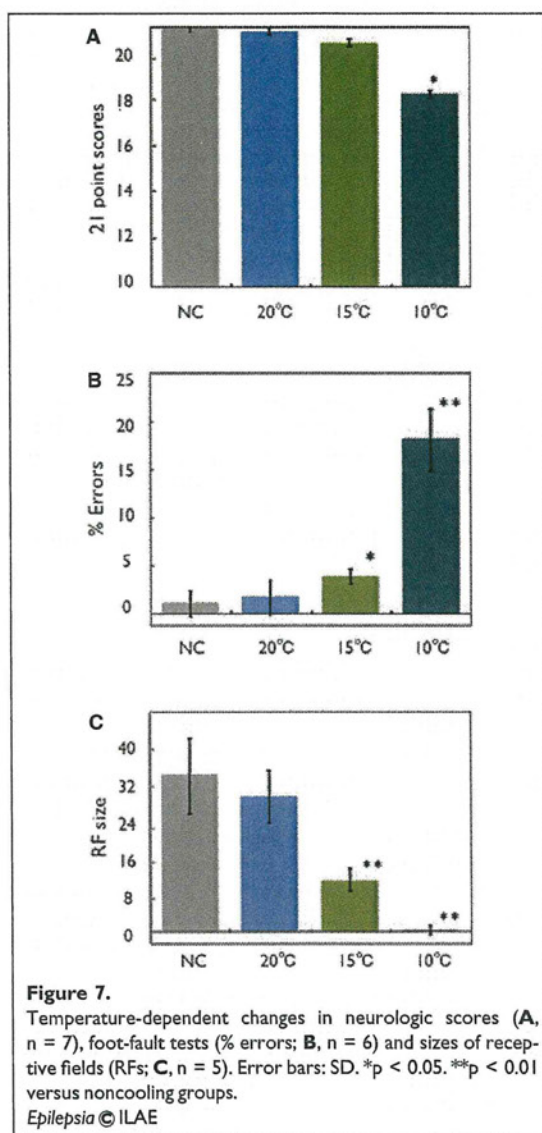 A
20
18
16
14
12
10
21 point scores
*
NC 20°C 15°C 10°C
B
25
20
15
10
5
0
% Errors
*
**
NC 20°C 15°C 10°C
C
40
32
24
16
8
0
RF size
**
**
NC 20°C 15°C 10°C
Figure 7.
Temperature-dependent changes in neurologic scores (A,
n = 7), foot-fault tests (% errors; B, n = 6) and sizes of recep-
tive fields (RFs; C, n = 5). Error bars: SD. *p < 0.05. **p < 0.01
versus noncooling groups.
Epilepsia © ILAE